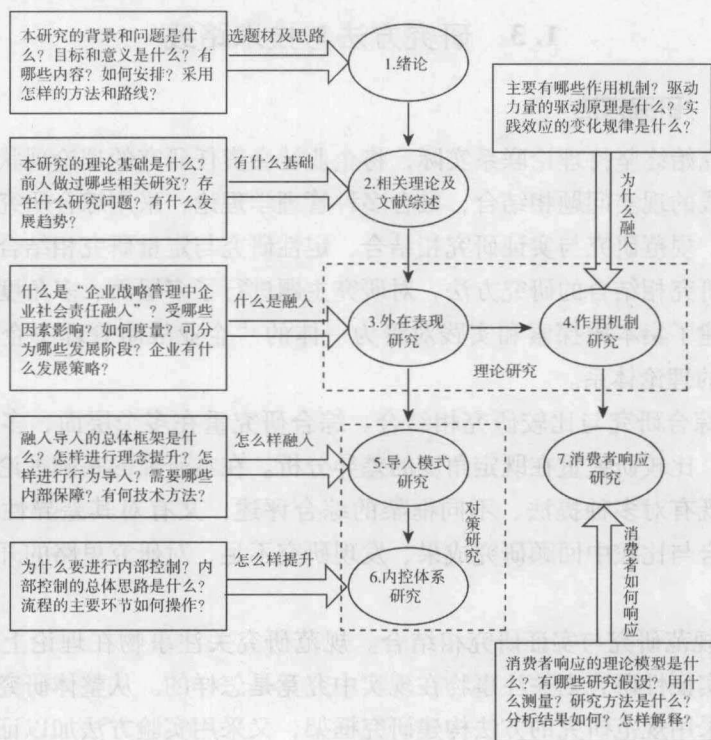 本研究的背景和问题是什
么？目标和意义是什么？有
哪些内容？如何安排？采用
怎样的方法和路线？
选题材及思路
1.绪论
主要有哪些作用机制？驱动
力量的驱动原理是什么？实
践效应的变化规律是什么？
本研究的理论基础是什么？
前人做过哪些相关研究？存
在什么研究问题？有什么发
展趋势？
有什么基础
2.相关理论及
文献综述
为什么融入
什么是“企业战略管理中企
业社会责任融入”？受哪些
因素影响？如何度量？可分
为哪些发展阶段？企业有什
么发展策略？
什么是融入
3.外在表现
研究
4.作用机制
研究
理论研究
融入导入的总体框架是什
么？怎样进行理念提升？怎
样进行行为导入？需要哪些
内部保障？有何技术方法？
怎么样融入
5.导入模式
研究
7.消费者响应
研究
对策研究
为什么要进行内部控制？内
部控制的总体思路是什么？
流程的主要环节如何操作？
怎么样提升
6.内控体系
研究
消费者如何响应
消费者响应的理论模型是什
么？有哪些研究假设？用什
么测量？研究方法是什么？
分析结果如何？怎样解释？